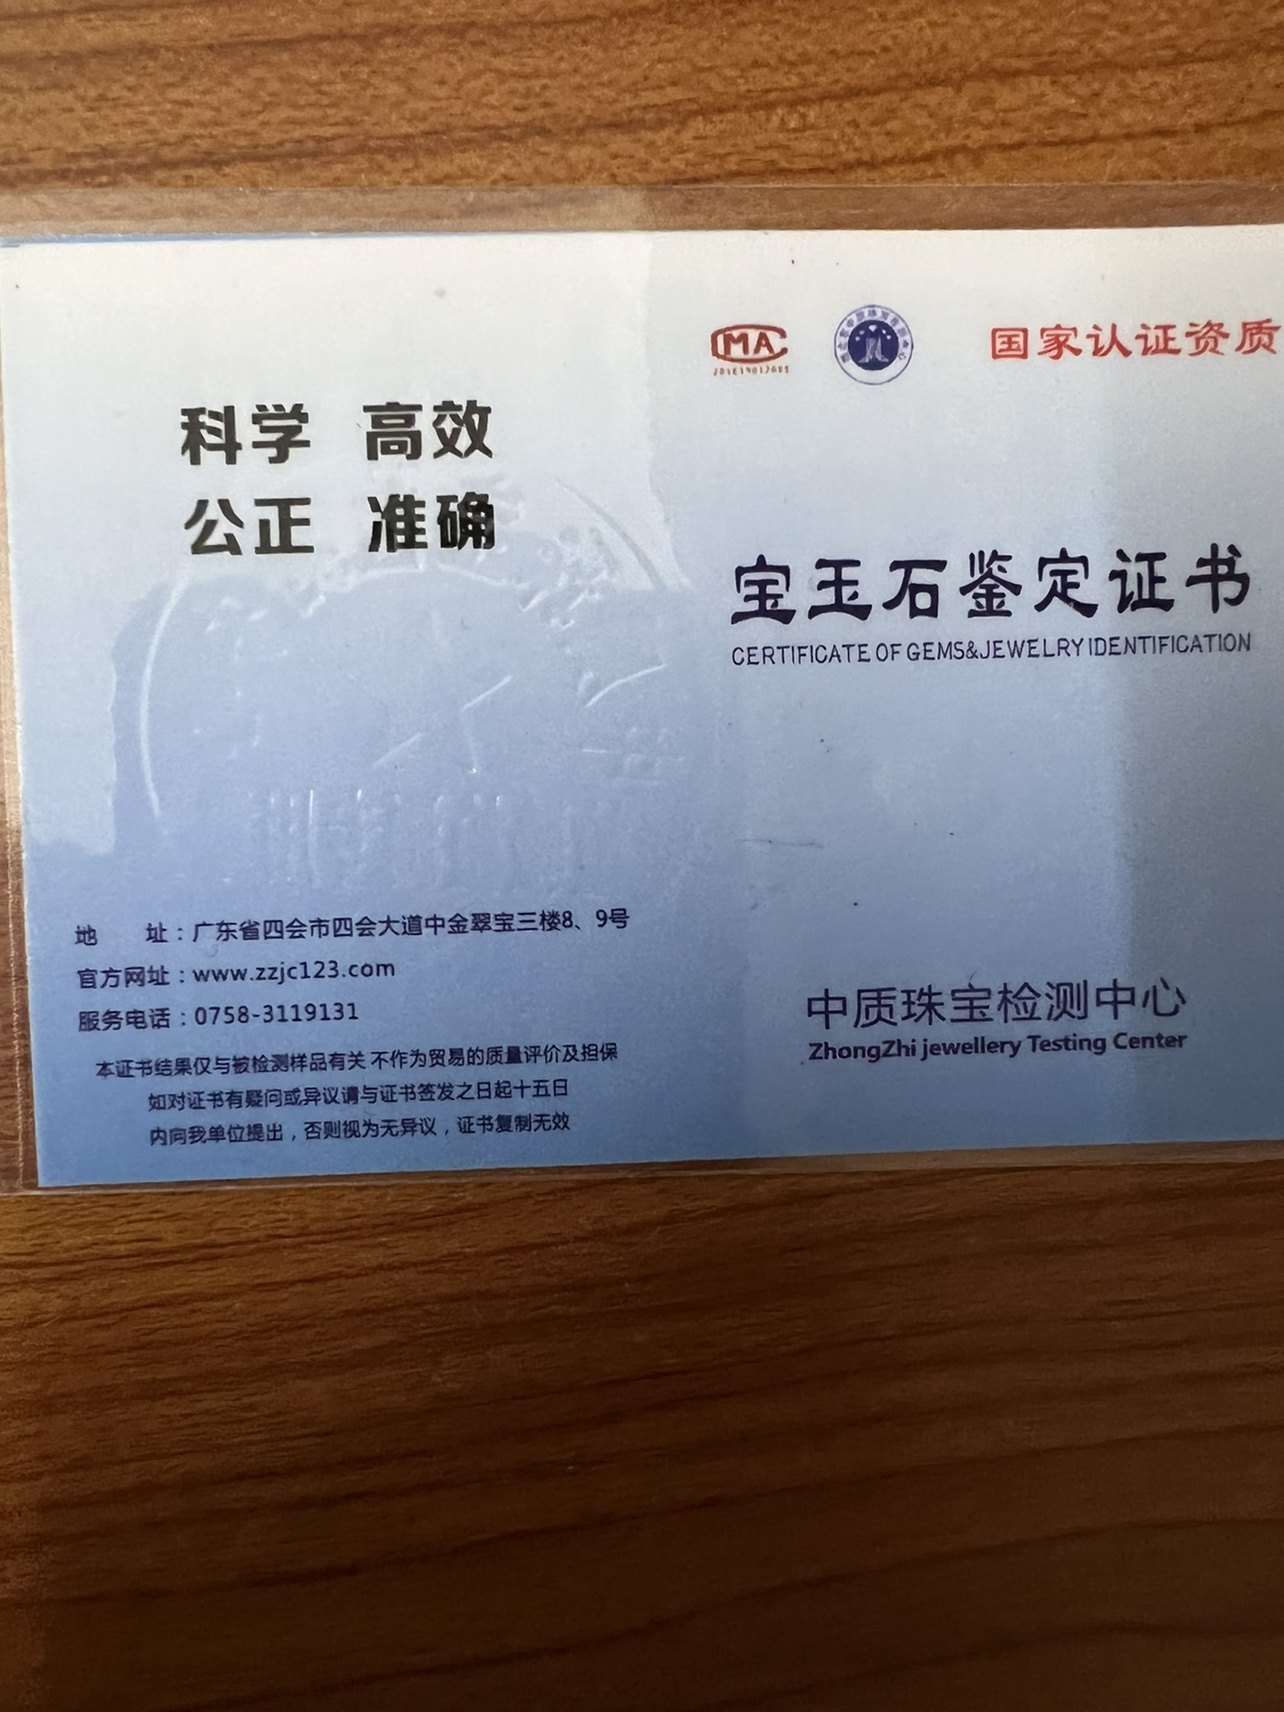 科学 高效
公正 准确
地 址：广东省四会市四会大道中金翠宝三楼8、9号
官方网址：www.zzjc123.com
服务电话：0758-3119131
本证书结果仅与被检测样品有关 不作为贸易的质量评价及担保
如对证书有疑问或异议请与证书签发之日起十五日
内向我单位提出，否则视为无异议，证书复制无效
CMA
国家认证资质
宝玉石鉴定证书
CERTIFICATE OF GEMS&JEWELRY IDENTIFICATION
中质珠宝检测中心
ZhongZhi jewellery Testing Center